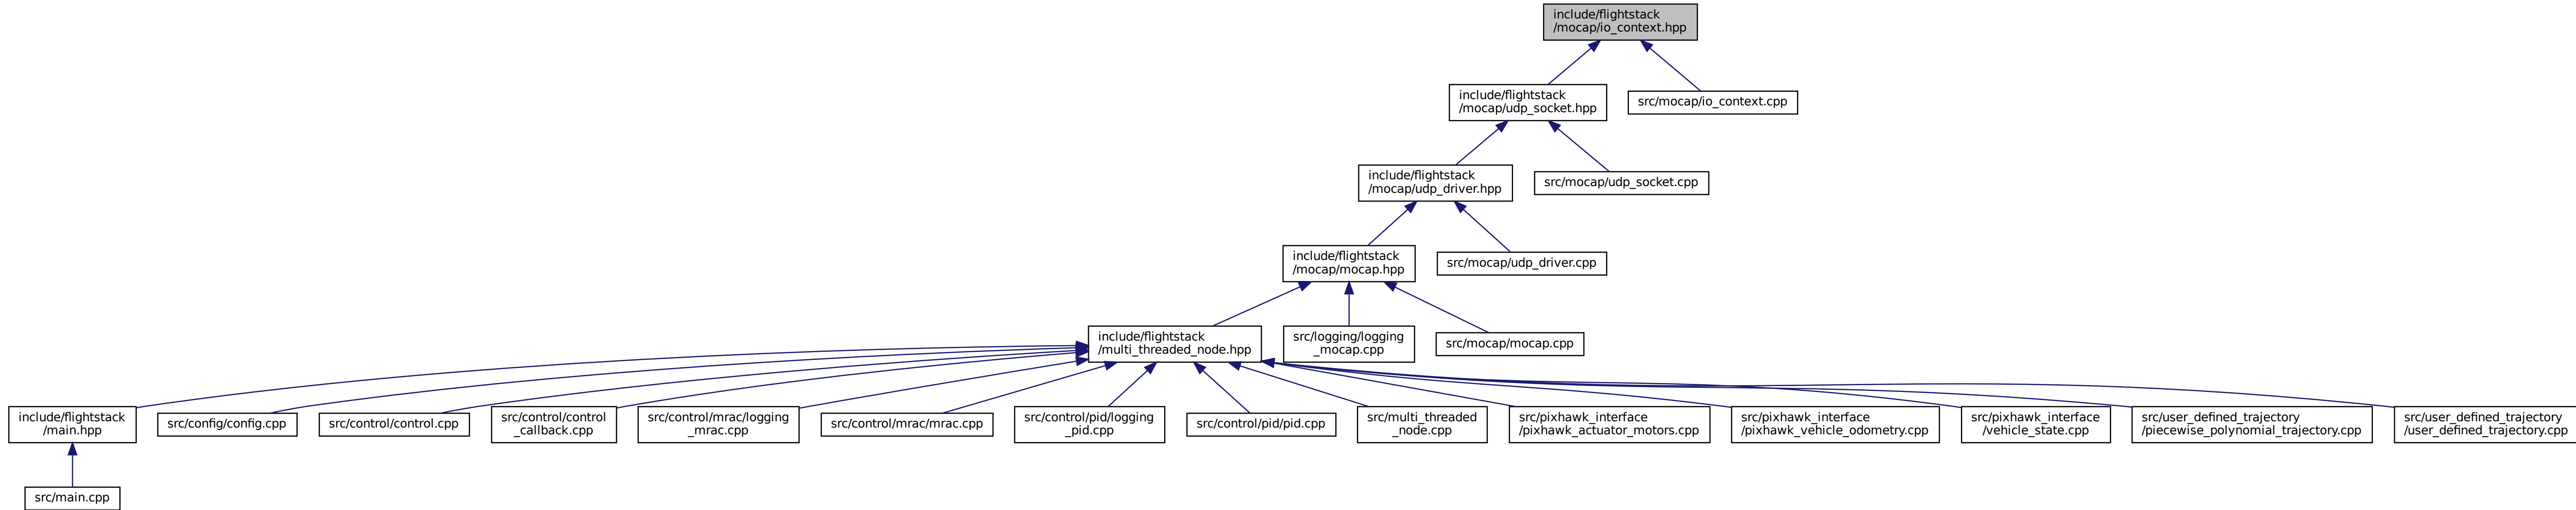 include/flightstack
/mocap/io_context.hpp
include/flightstack
/mocap/udp_socket.hpp
src/mocap/io_context.cpp
include/flightstack
/mocap/udp_driver.hpp
src/mocap/udp_socket.cpp
include/flightstack
/mocap/mocap.hpp
src/mocap/udp_driver.cpp
include/flightstack
/multi_threaded_node.hpp
src/logging/logging
_mocap.cpp
src/mocap/mocap.cpp
include/flightstack
/main.hpp
src/config/config.cpp
src/control/control.cpp
src/control/control
_callback.cpp
src/control/mrac/logging
_mrac.cpp
src/control/mrac/mrac.cpp
src/control/pid/logging
_pid.cpp
src/control/pid/pid.cpp
src/multi_threaded
_node.cpp
src/pixhawk_interface
/pixhawk_actuator_motors.cpp
src/pixhawk_interface
/pixhawk_vehicle_odometry.cpp
src/pixhawk_interface
/vehicle_state.cpp
src/user_defined_trajectory
/piecewise_polynomial_trajectory.cpp
src/user_defined_trajectory
/user_defined_trajectory.cpp
src/main.cpp